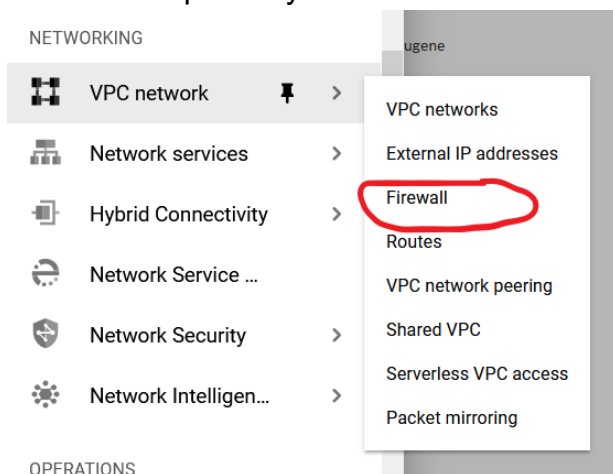 NETWORKING
ugene
VPC network
Network services
Hybrid Connectivity
Network Service ...
Network Security
Network Intelligen...
OPERATIONS
VPC networks
External IP addresses
Firewall
Routes
VPC network peering
Shared VPC
Serverless VPC access
Packet mirroring